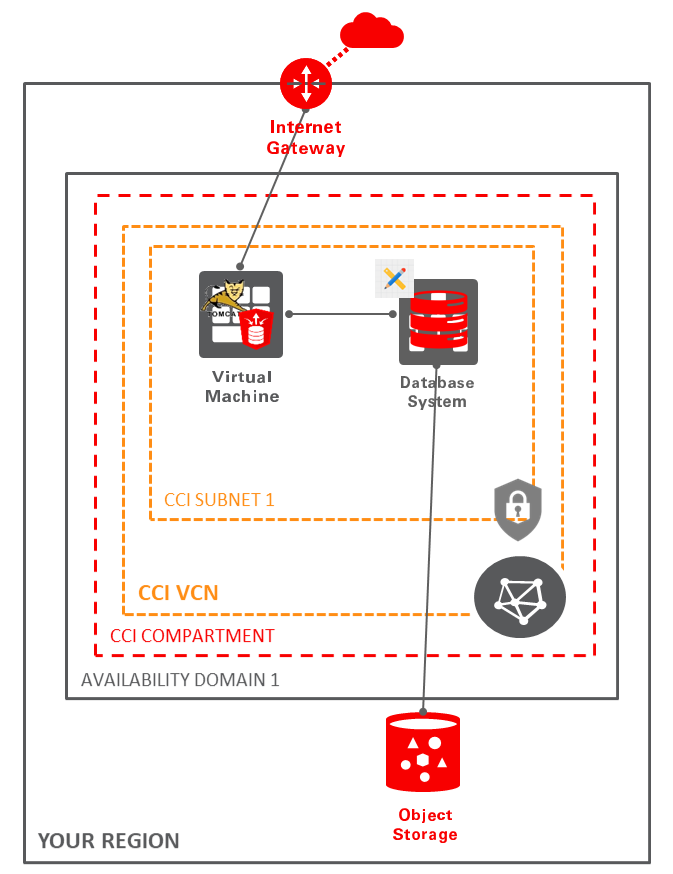 Internet
Gateway
TOMCAT
Virtual
Machine
Database
System
CCI SUBNET 1
CCI VCN
CCI COMPARTMENT
AVAILABILITY DOMAIN 1
Object
Storage
YOUR REGION